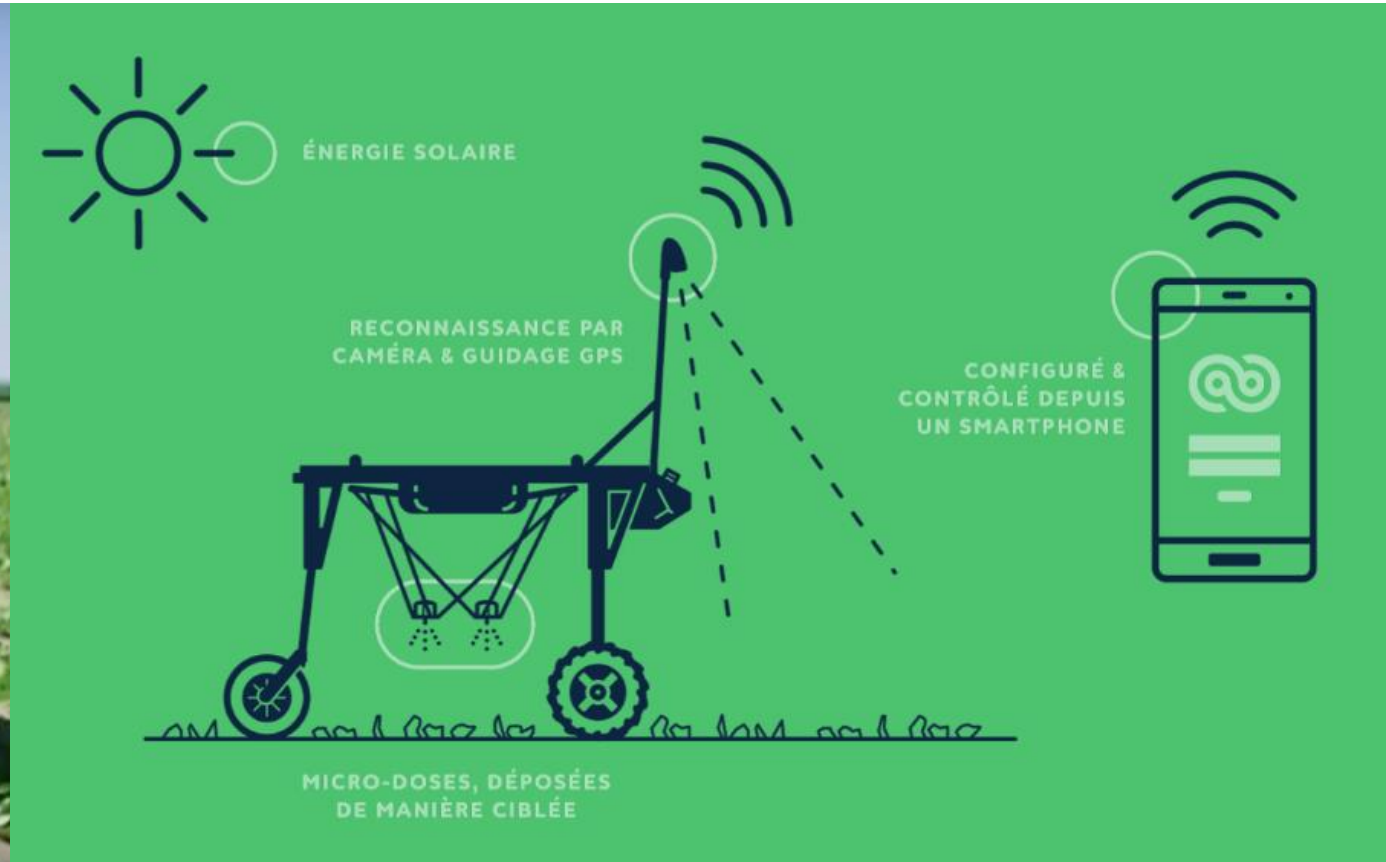 ÉNERGIE SOLAIRE
RECONNAISSANCE PAR
CAMÉRA & GUIDAGE GPS
CONFIGURÉ &
CONTRÔLÉ DEPUIS
UN SMARTPHONE
MICRO-DOSES, DÉPOSÉES
DE MANIÈRE CIBLÉE